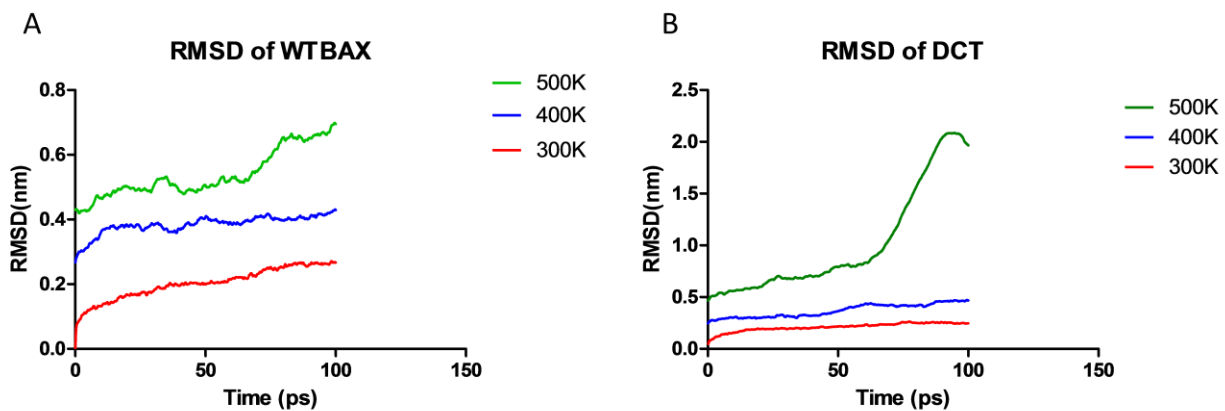 A
RMSD of WTBAX
500K
400K
300K
RMSD(nm)
0.8
0.6
0.4
0.2
0.0
0
50
100
150
Time (ps)
B
RMSD of DCT
500K
400K
300K
RMSD(nm)
2.5
2.0
1.5
1.0
0.5
0.0
0
50
100
150
Time (ps)